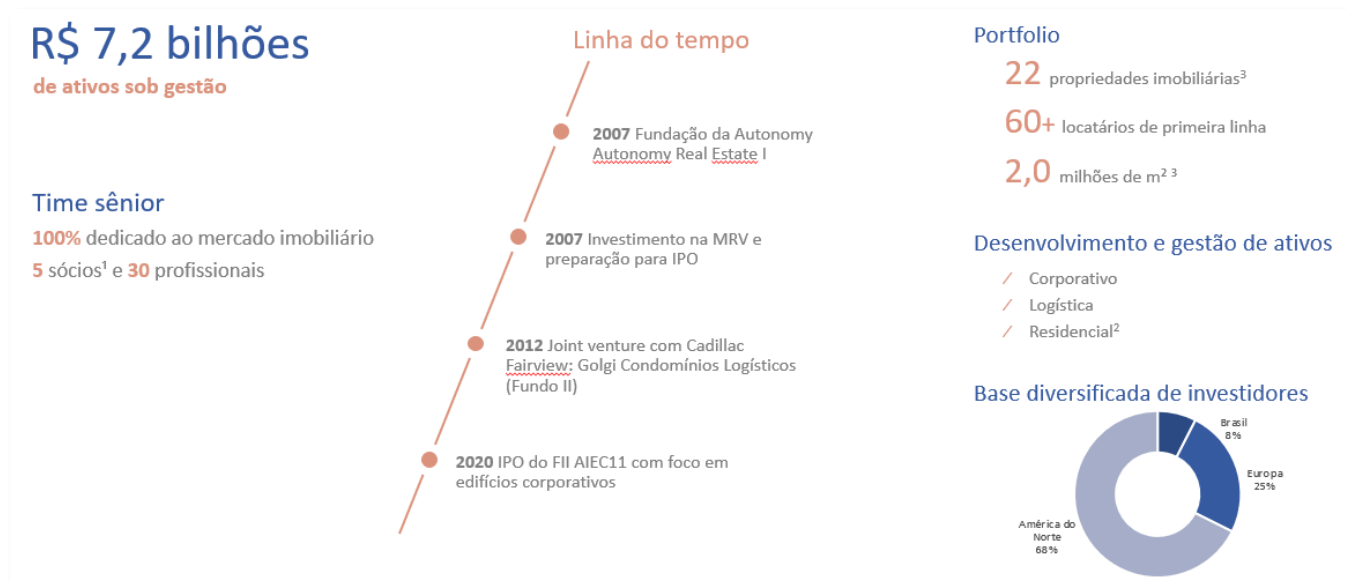 R$ 7,2 bilhões
de ativos sob gestão
Time sênior
100% dedicado ao mercado imobiliário
5 sócios¹ e 30 profissionais
Linha do tempo
2007 Fundação da Autonomy
Autonomy Real Estate I
2007 Investimento na MRV e
preparação para IPO
2012 Joint venture com Cadillac
Fairview: Golgi Condomínios Logísticos
(Fundo II)
2020 IPO do FII AIEC11 com foco em
edifícios corporativos
Portfolio
22 propriedades imobiliárias³
60+ locatários de primeira linha
2,0 milhões de m² ³
Desenvolvimento e gestão de ativos
/ Corporativo
/ Logística
/ Residencial²
Base diversificada de investidores
Brasil
8%
Europa
25%
América do
Norte
68%